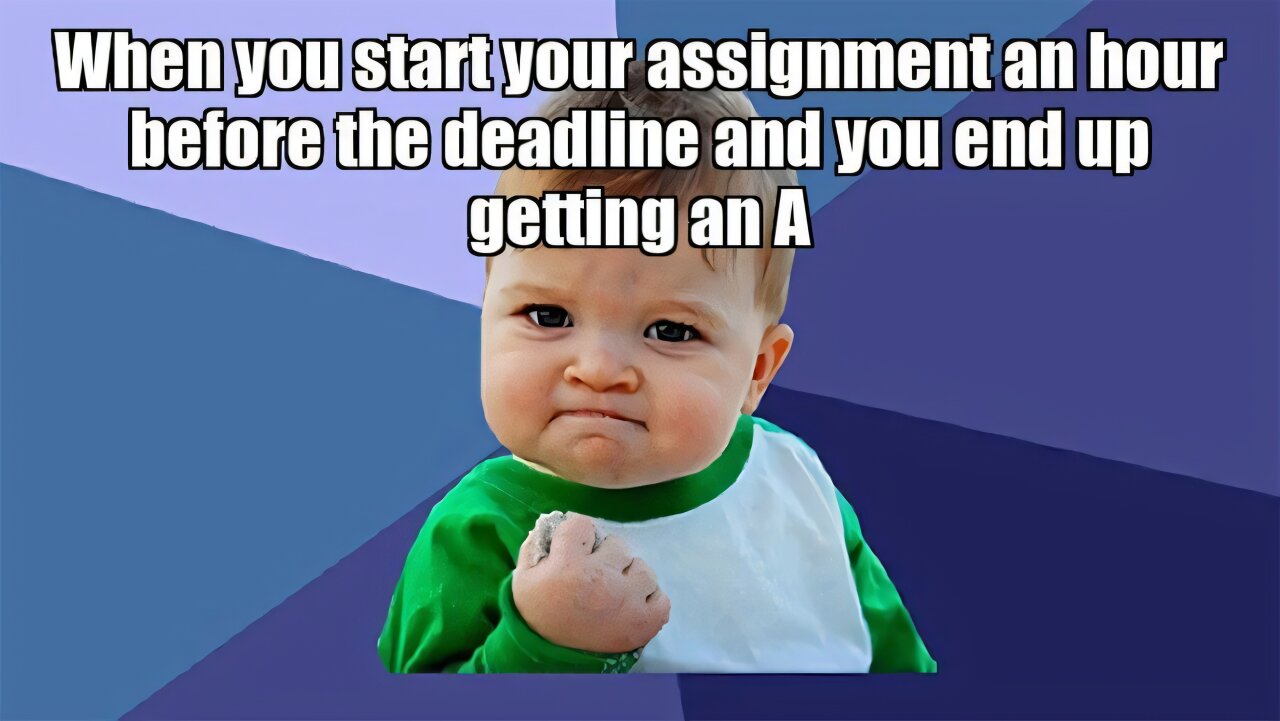 When you start your assignment an hour
before the deadline and you end up
getting an A